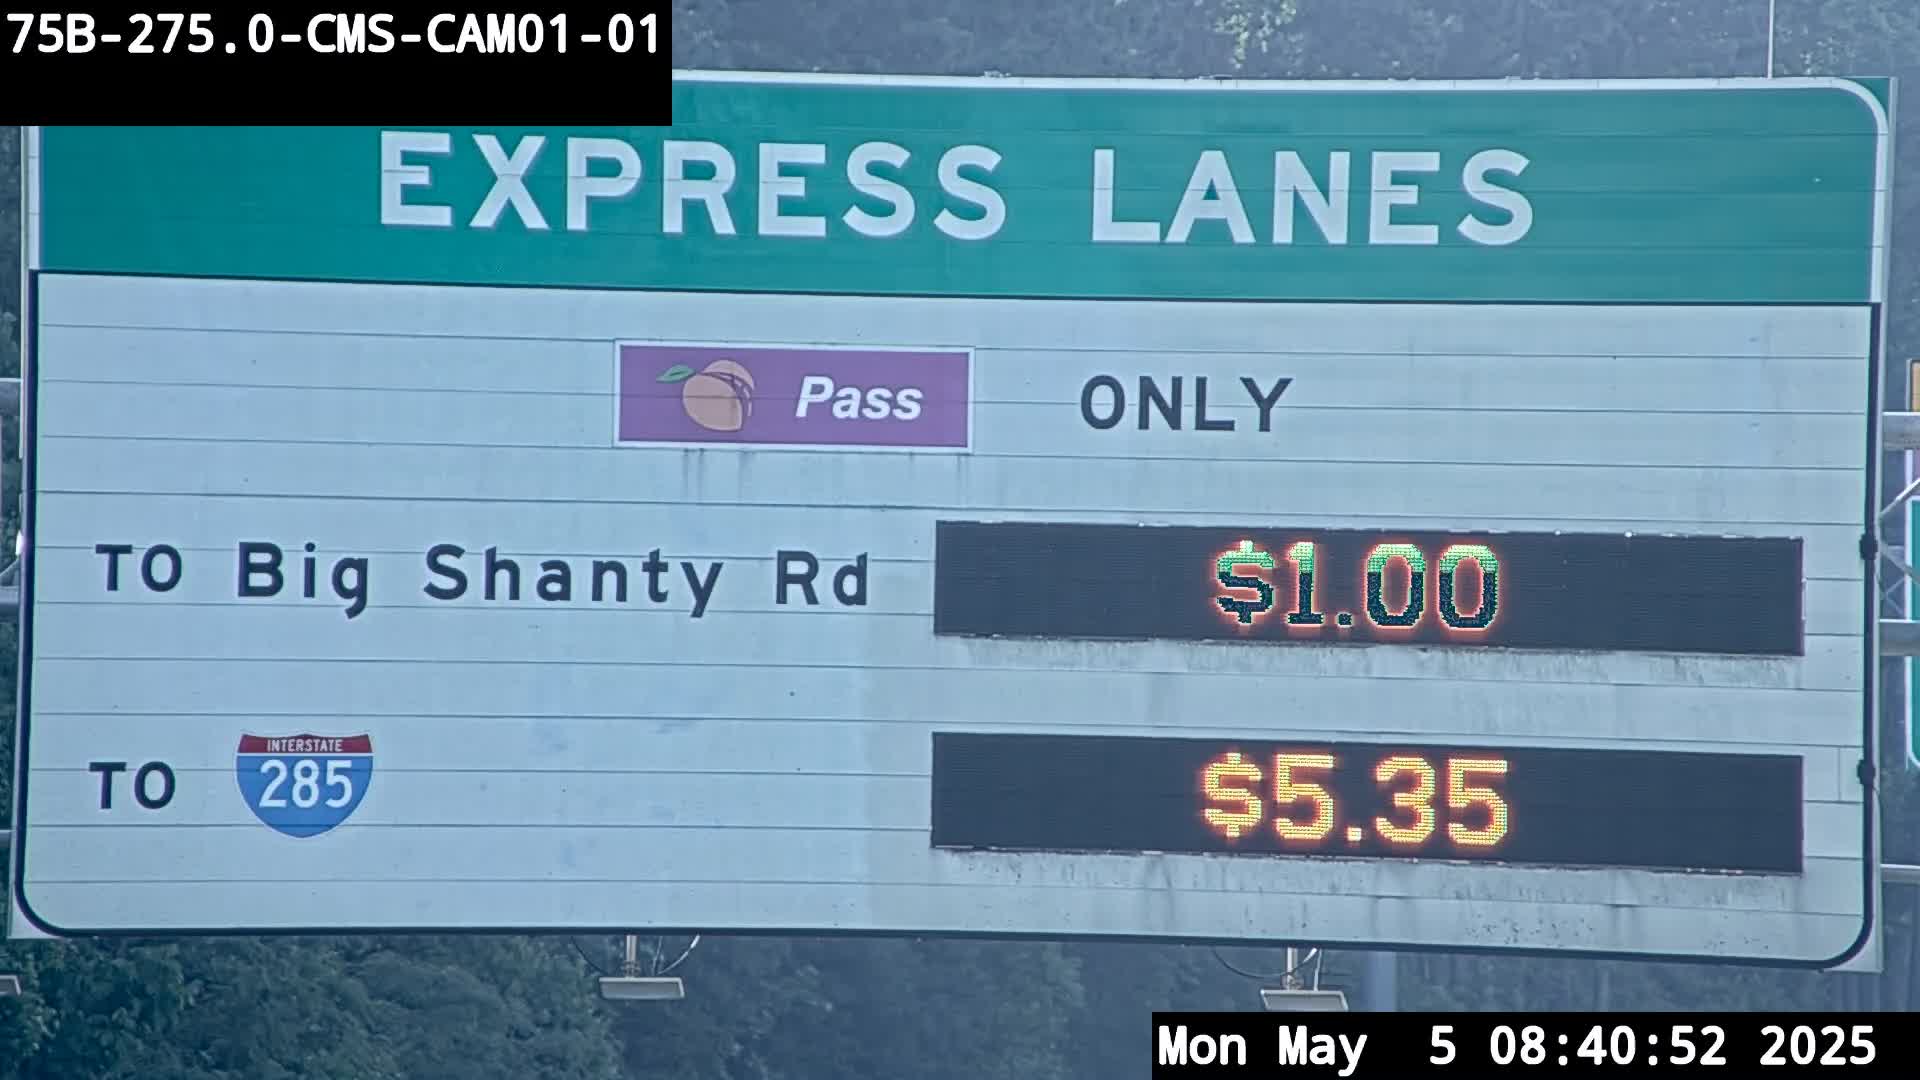 75B-275.0-CMS-CAM01-01
EXPRESS LANES
Pass ONLY
TO Big Shanty Rd $1.00
INTERSTATE
TO 285 $5.35
Mon May 5 08:40:52 2025